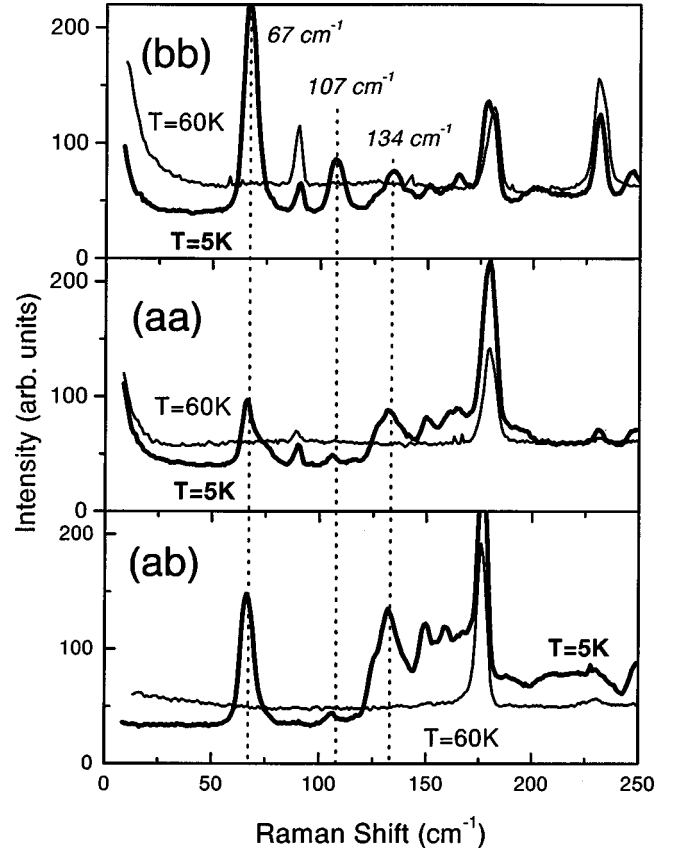 200
(bb)
67 cm-1
107 cm-1
T=60K
134 cm-1
100
T=5K
0
200
(aa)
T=60K
100
T=5K
0
200
(ab)
100
T=5K
T=60K
0
0 50 100 150 200 250
Intensity (arb. units)
Raman Shift (cm-1)